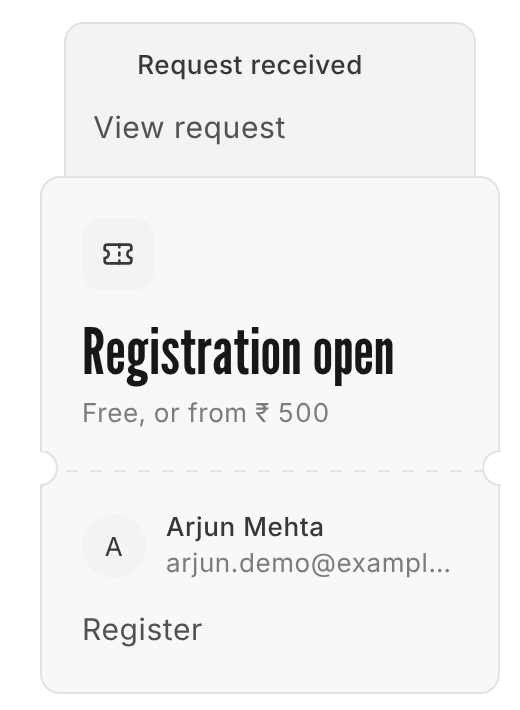 Request received
View request
Registration open
Free, or from ₹ 500
A
Arjun Mehta
arjun.demo@exampl...
Register